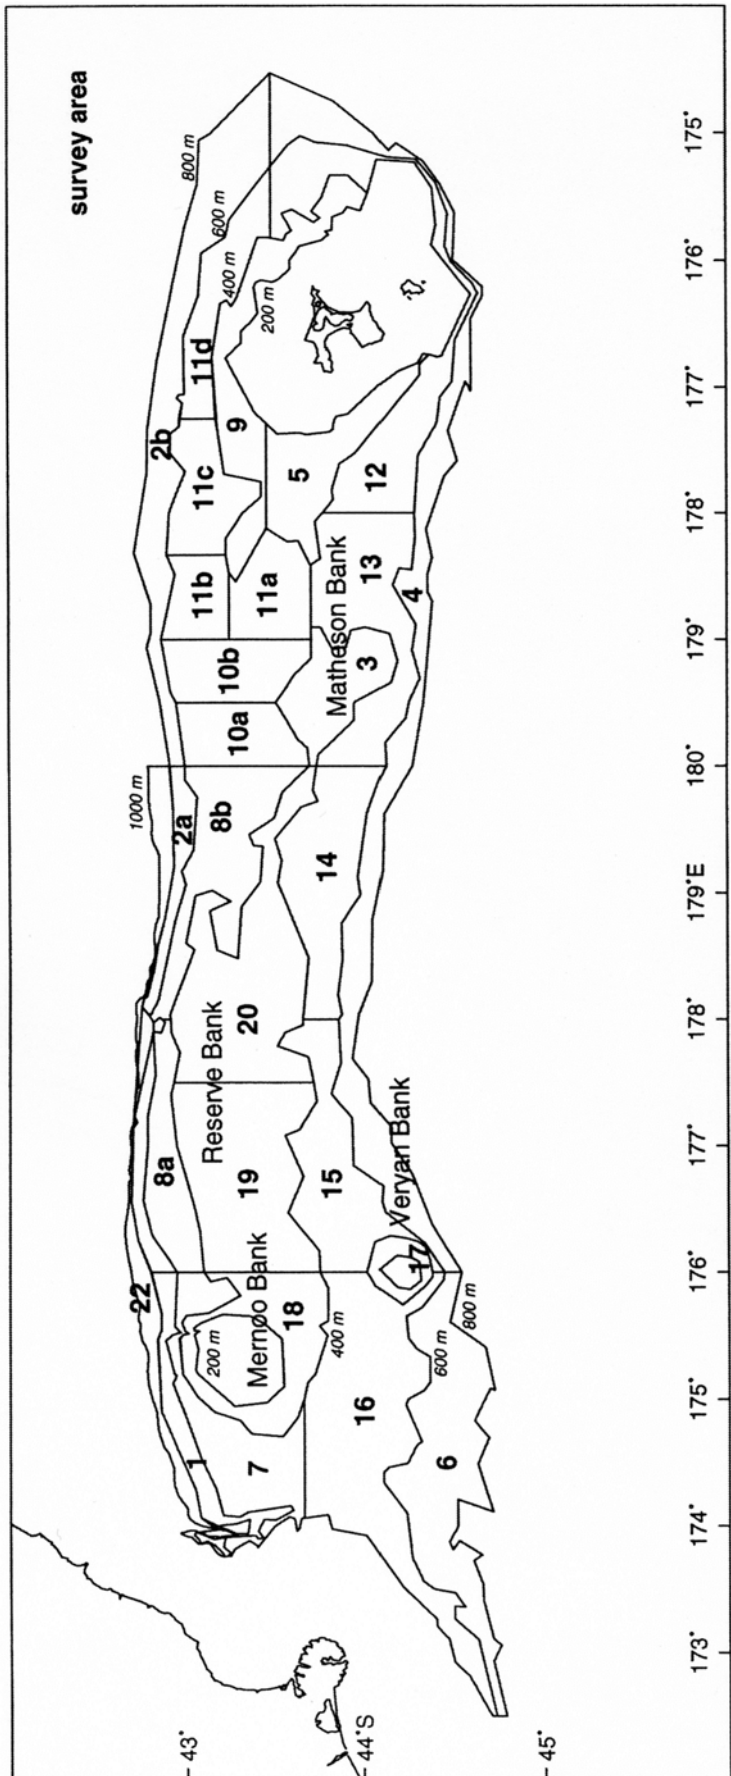 survey area
1000 m
800 m
600 m
400 m
200 m
22
1
7
Mernoo Bank
200 m
18
8a
19
Reserve Bank
20
2a
8b
10a
10b
11b
11a
2b
11c
11d
9
5
12
13
Matheson Bank
3
4
14
15
Veryan Bank
17
400 m
16
600 m
800 m
6
43°
44°S
45°
173°
174°
175°
176°
177°
178°
179°E
180°
179°
178°
177°
176°
175°